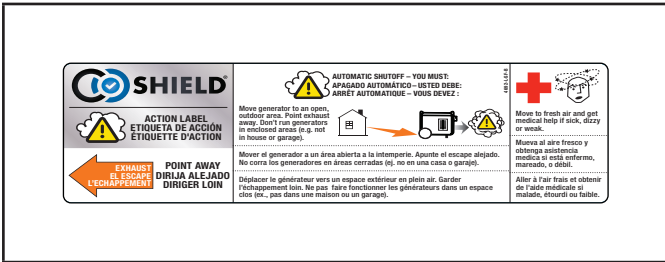 CO SHIELD®
ACTION LABEL
ETIQUETA DE ACCIÓN
ÉTIQUETTE D'ACTION
EXHAUST
EL ESCAPE
L'ECHAPPEMENT
POINT AWAY
DIRIJA ALEJADO
DIRIGER LOIN
AUTOMATIC SHUTOFF – YOU MUST:
APAGADO AUTOMÁTICO – USTED DEBE:
ARRÊT AUTOMATIQUE – VOUS DEVEZ :
Move generator to an open,
outdoor area. Point exhaust
away. Don't run generators
in enclosed areas (e.g. not
in house or garage).
Mover el generador a un área abierta a la intemperie. Apunte el escape alejado.
No corra los generadores en áreas cerradas (ej. no en una casa o garaje).
Déplacer le générateur vers un espace extérieur en plein air. Garder
l'échappement loin. Ne pas faire fonctionner les générateurs dans un espace
clos (ex., pas dans une maison ou un garage).
Move to fresh air and get
medical help if sick, dizzy
or weak.
Mueva al aire fresco y
obtenga asistencia
medica si está enfermo,
mareado, o débil.
Aller à l'air frais et obtenir
de l'aide médicale si
malade, étourdi ou faible.